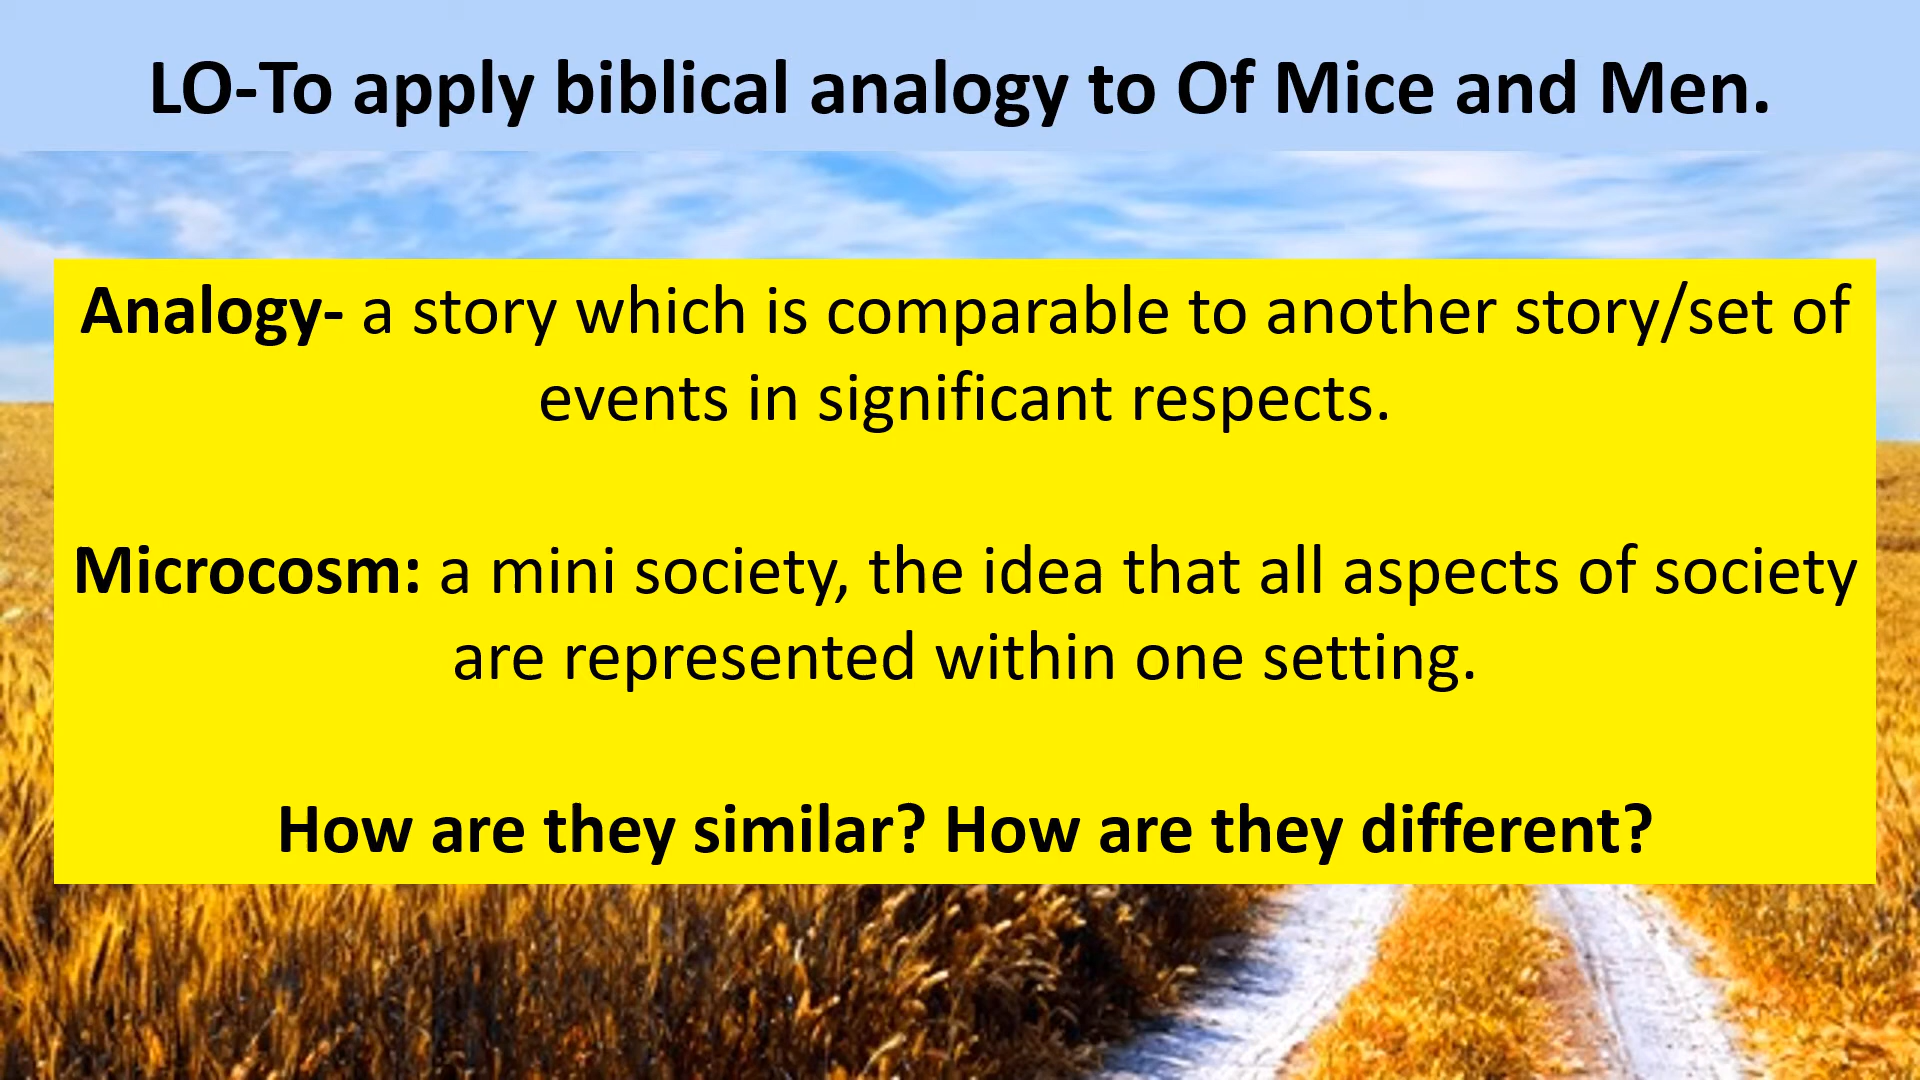 LO-To apply biblical analogy to Of Mice and Men.
Analogy- a story which is comparable to another story/set of
events in significant respects.
Microcosm: a mini society, the idea that all aspects of society
are represented within one setting.
How are they similar? How are they different?